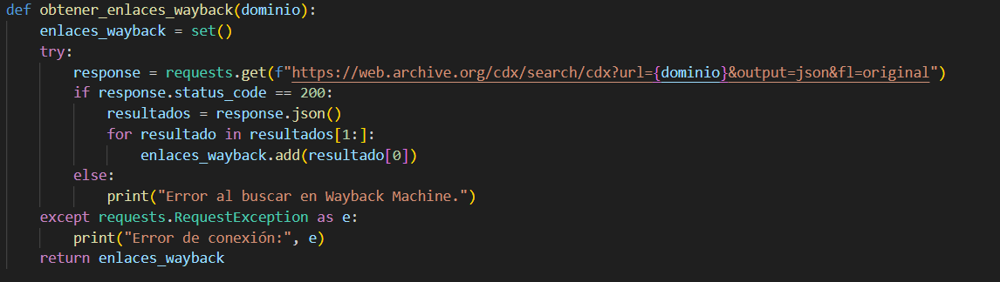 def obtener_enlaces_wayback(dominio):
    enlaces_wayback = set()
    try:
        response = requests.get(f"https://web.archive.org/cdx/search/cdx?url={dominio}&output=json&fl=original")
        if response.status_code == 200:
            resultados = response.json()
            for resultado in resultados[1:]:
                enlaces_wayback.add(resultado[0])
        else:
            print("Error al buscar en Wayback Machine.")
    except requests.RequestException as e:
        print("Error de conexión:", e)
    return enlaces_wayback